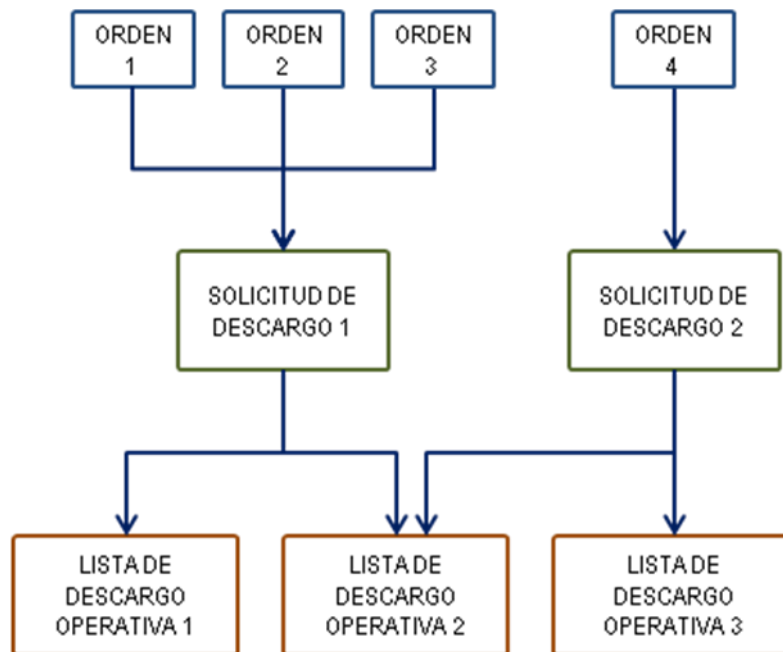 ORDEN
1
ORDEN
2
ORDEN
3
ORDEN
4
SOLICITUD DE
DESCARGO 1
SOLICITUD DE
DESCARGO 2
LISTA DE
DESCARGO
OPERATIVA 1
LISTA DE
DESCARGO
OPERATIVA 2
LISTA DE
DESCARGO
OPERATIVA 3